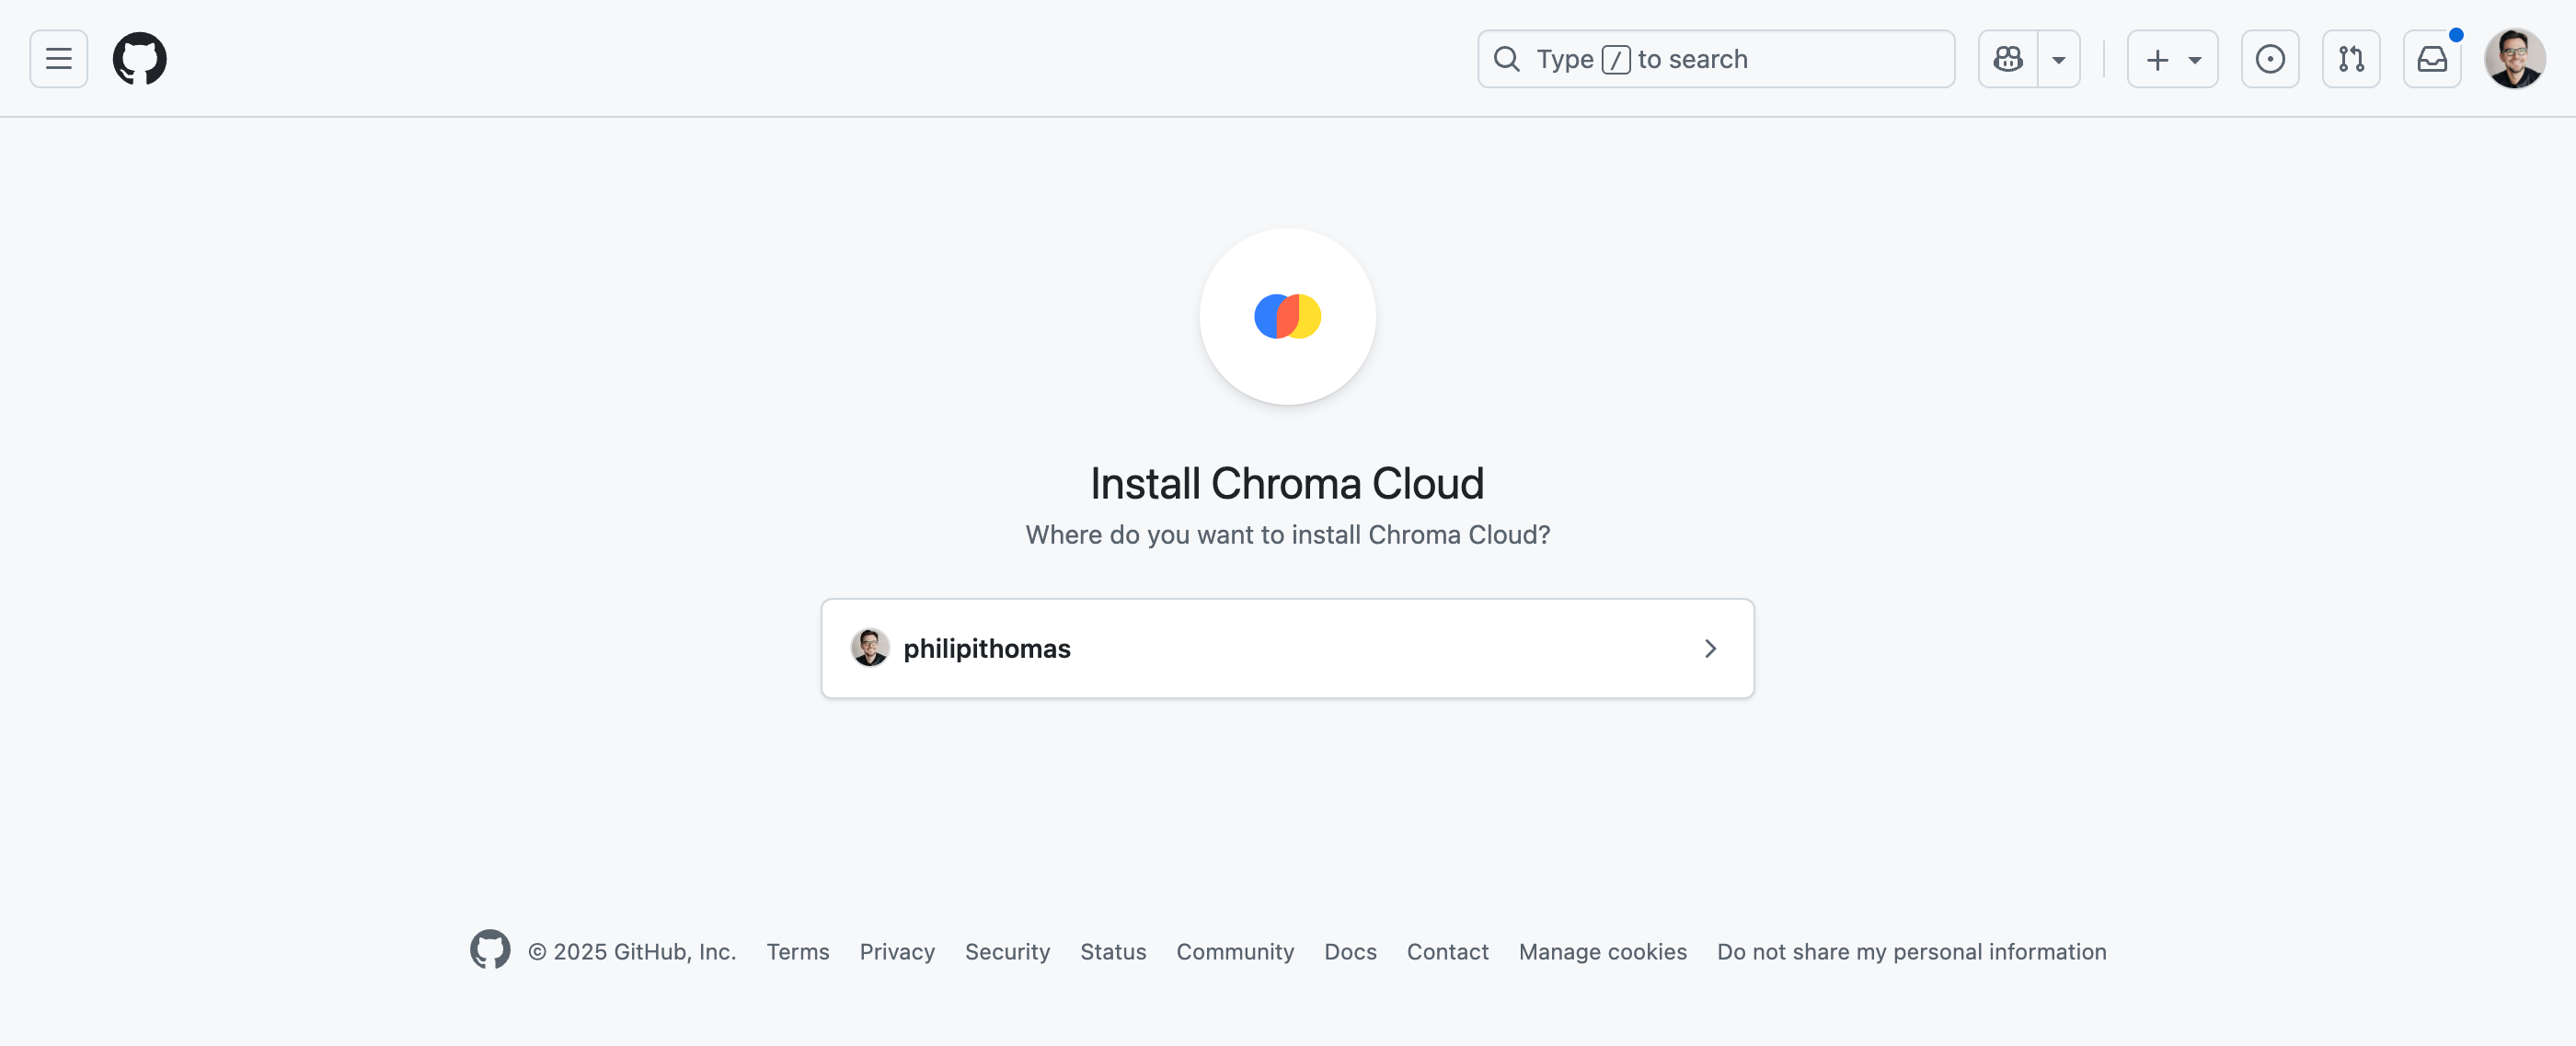 Type / to search
Install Chroma Cloud
Where do you want to install Chroma Cloud?
philipithomas
© 2025 GitHub, Inc. Terms Privacy Security Status Community Docs Contact Manage cookies Do not share my personal information